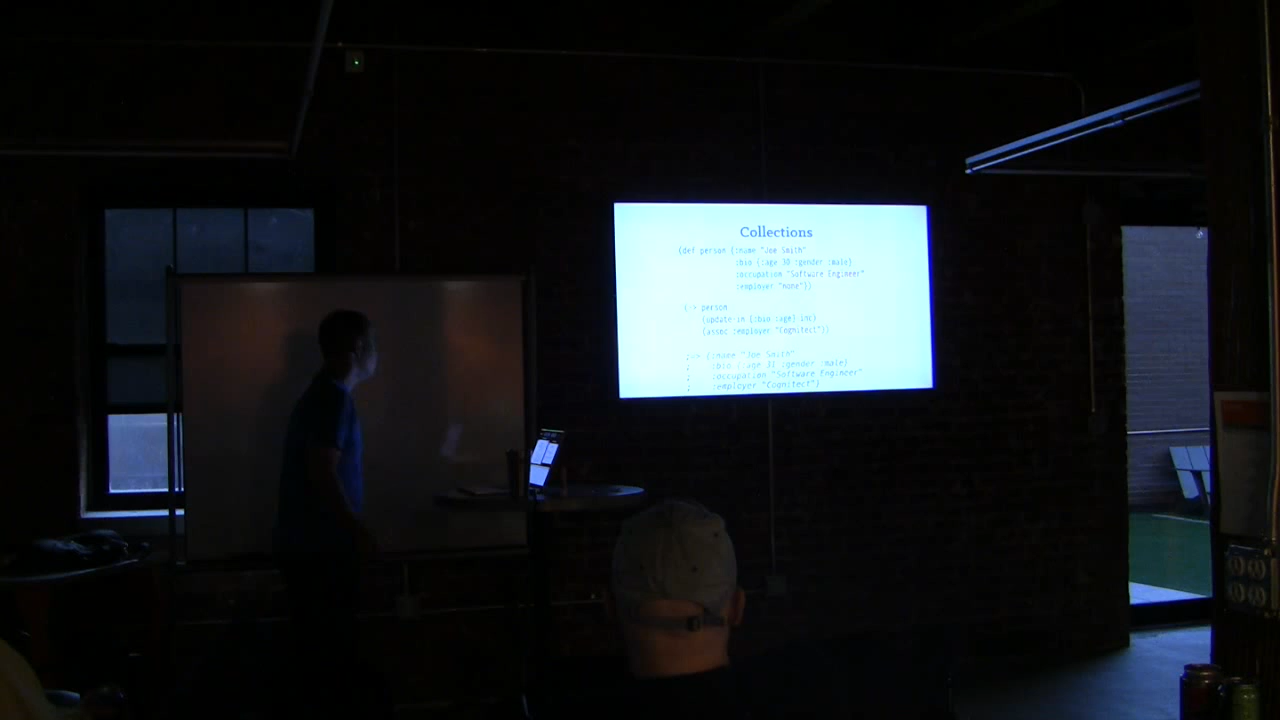 Collections
(def person {:name "Joe Smith"
:bio {:age 30 :gender :male}
:occupation "Software Engineer"
:employer "none"})
(-> person
(update-in [:bio :age] inc)
(assoc :employer "Cognitect"))
;-> {:name "Joe Smith"
; :bio {:age 31 :gender :male}
; :occupation "Software Engineer"
; :employer "Cognitect"}